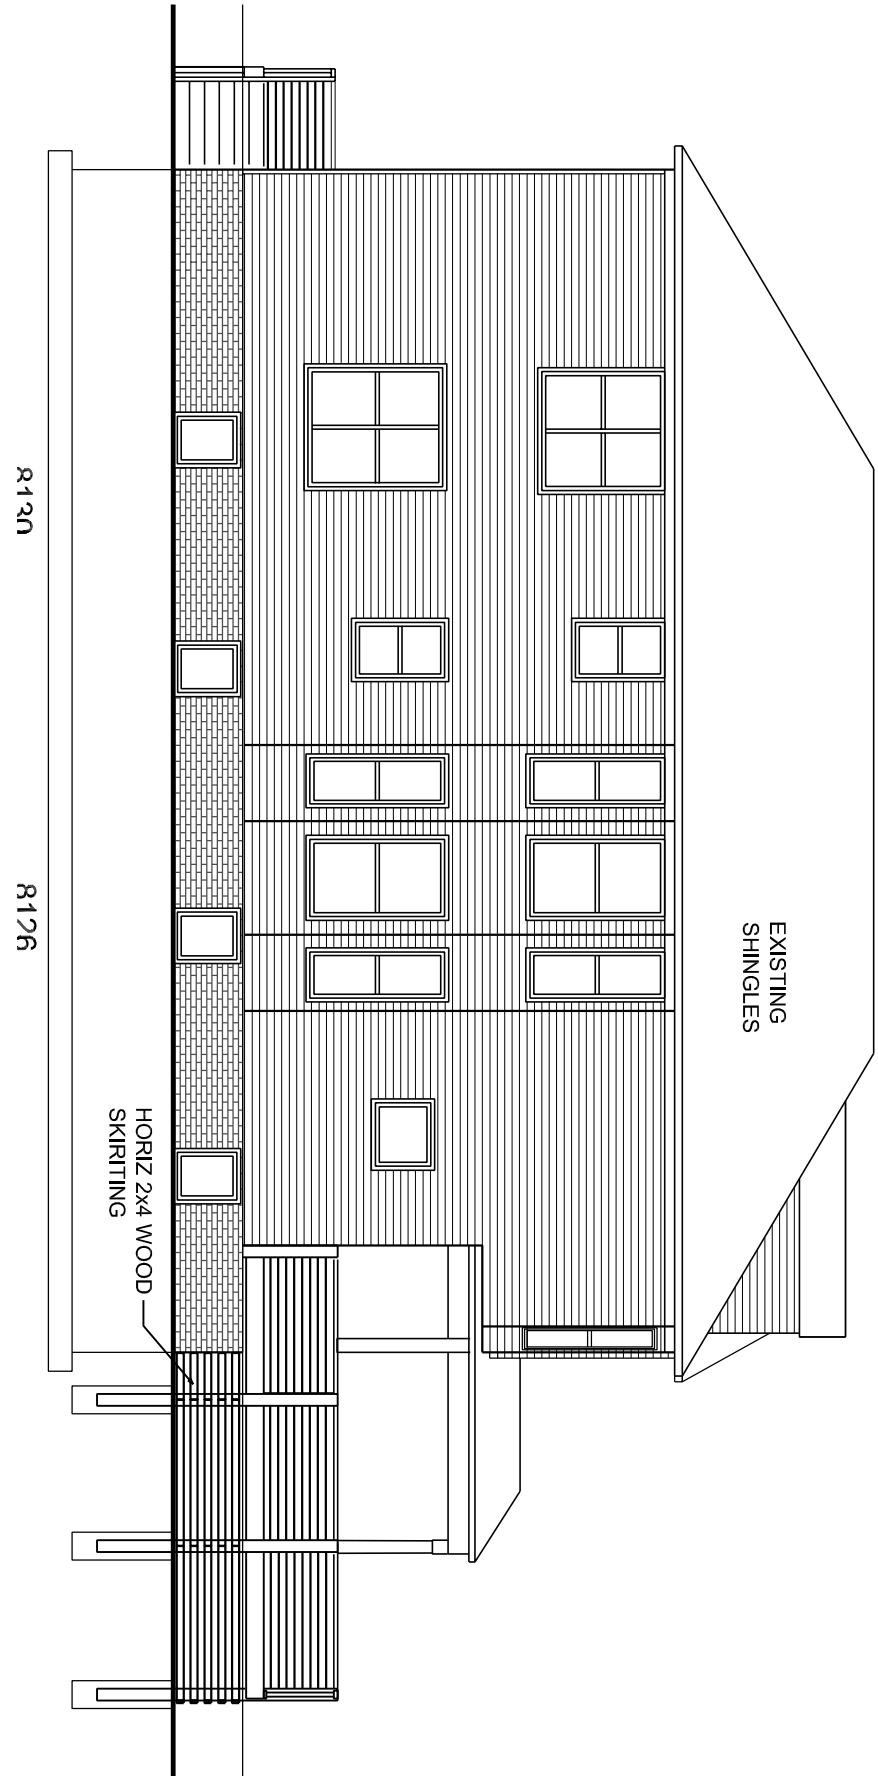 EXISTING
SHINGLES
HORIZ 2x4 WOOD
SKIRITING
8130
8126